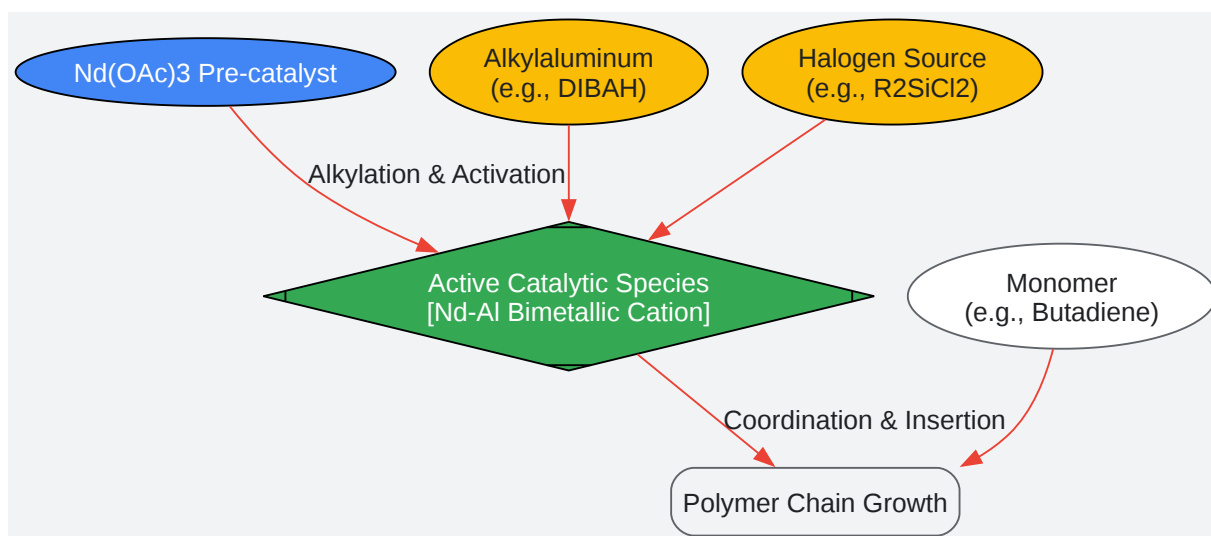 Nd(OAc)3 Pre-catalyst
Alkylaluminum
(e.g., DIBAH)
Halogen Source
(e.g., R2SiCl2)
Alkylation & Activation
Active Catalytic Species
[Nd-Al Bimetallic Cation]
Monomer
(e.g., Butadiene)
Coordination & Insertion
Polymer Chain Growth